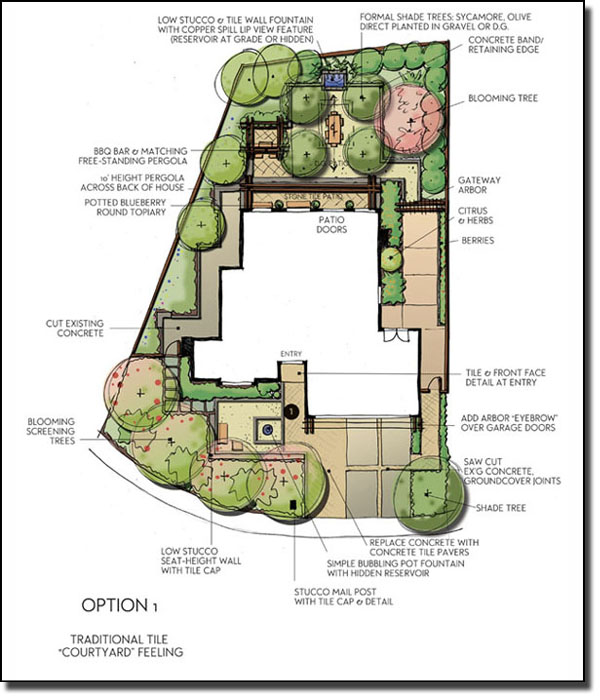 LOW STUCCO & TILE WALL FOUNTAIN
WITH COPPER SPILL LIP VIEW FEATURE
(RESERVOIR AT GRADE OR HIDDEN)
FORMAL SHADE TREES: SYCAMORE, OLIVE
DIRECT PLANTED IN GRAVEL OR D.G.
CONCRETE BAND/
RETAINING EDGE
BLOOMING TREE
BBQ BAR & MATCHING
FREE-STANDING PERGOLA
10' HEIGHT PERGOLA
ACROSS BACK OF HOUSE
POTTED BLUEBERRY
ROUND TOPIARY
STONE TILE PATIO
PATIO
DOORS
GATEWAY
ARBOR
CITRUS
& HERBS
BERRIES
CUT EXISTING
CONCRETE
ENTRY
TILE & FRONT FACE
DETAIL AT ENTRY
1
BLOOMING
SCREENING
TREES
ADD ARBOR "EYEBROW"
OVER GARAGE DOORS
SAW CUT
EX'G CONCRETE,
GROUNDCOVER JOINTS
SHADE TREE
REPLACE CONCRETE WITH
CONCRETE TILE PAVERS
LOW STUCCO
SEAT-HEIGHT WALL
WITH TILE CAP
SIMPLE BUBBLING POT FOUNTAIN
WITH HIDDEN RESERVOIR
STUCCO MAIL POST
WITH TILE CAP & DETAIL
OPTION 1
TRADITIONAL TILE
"COURTYARD" FEELING